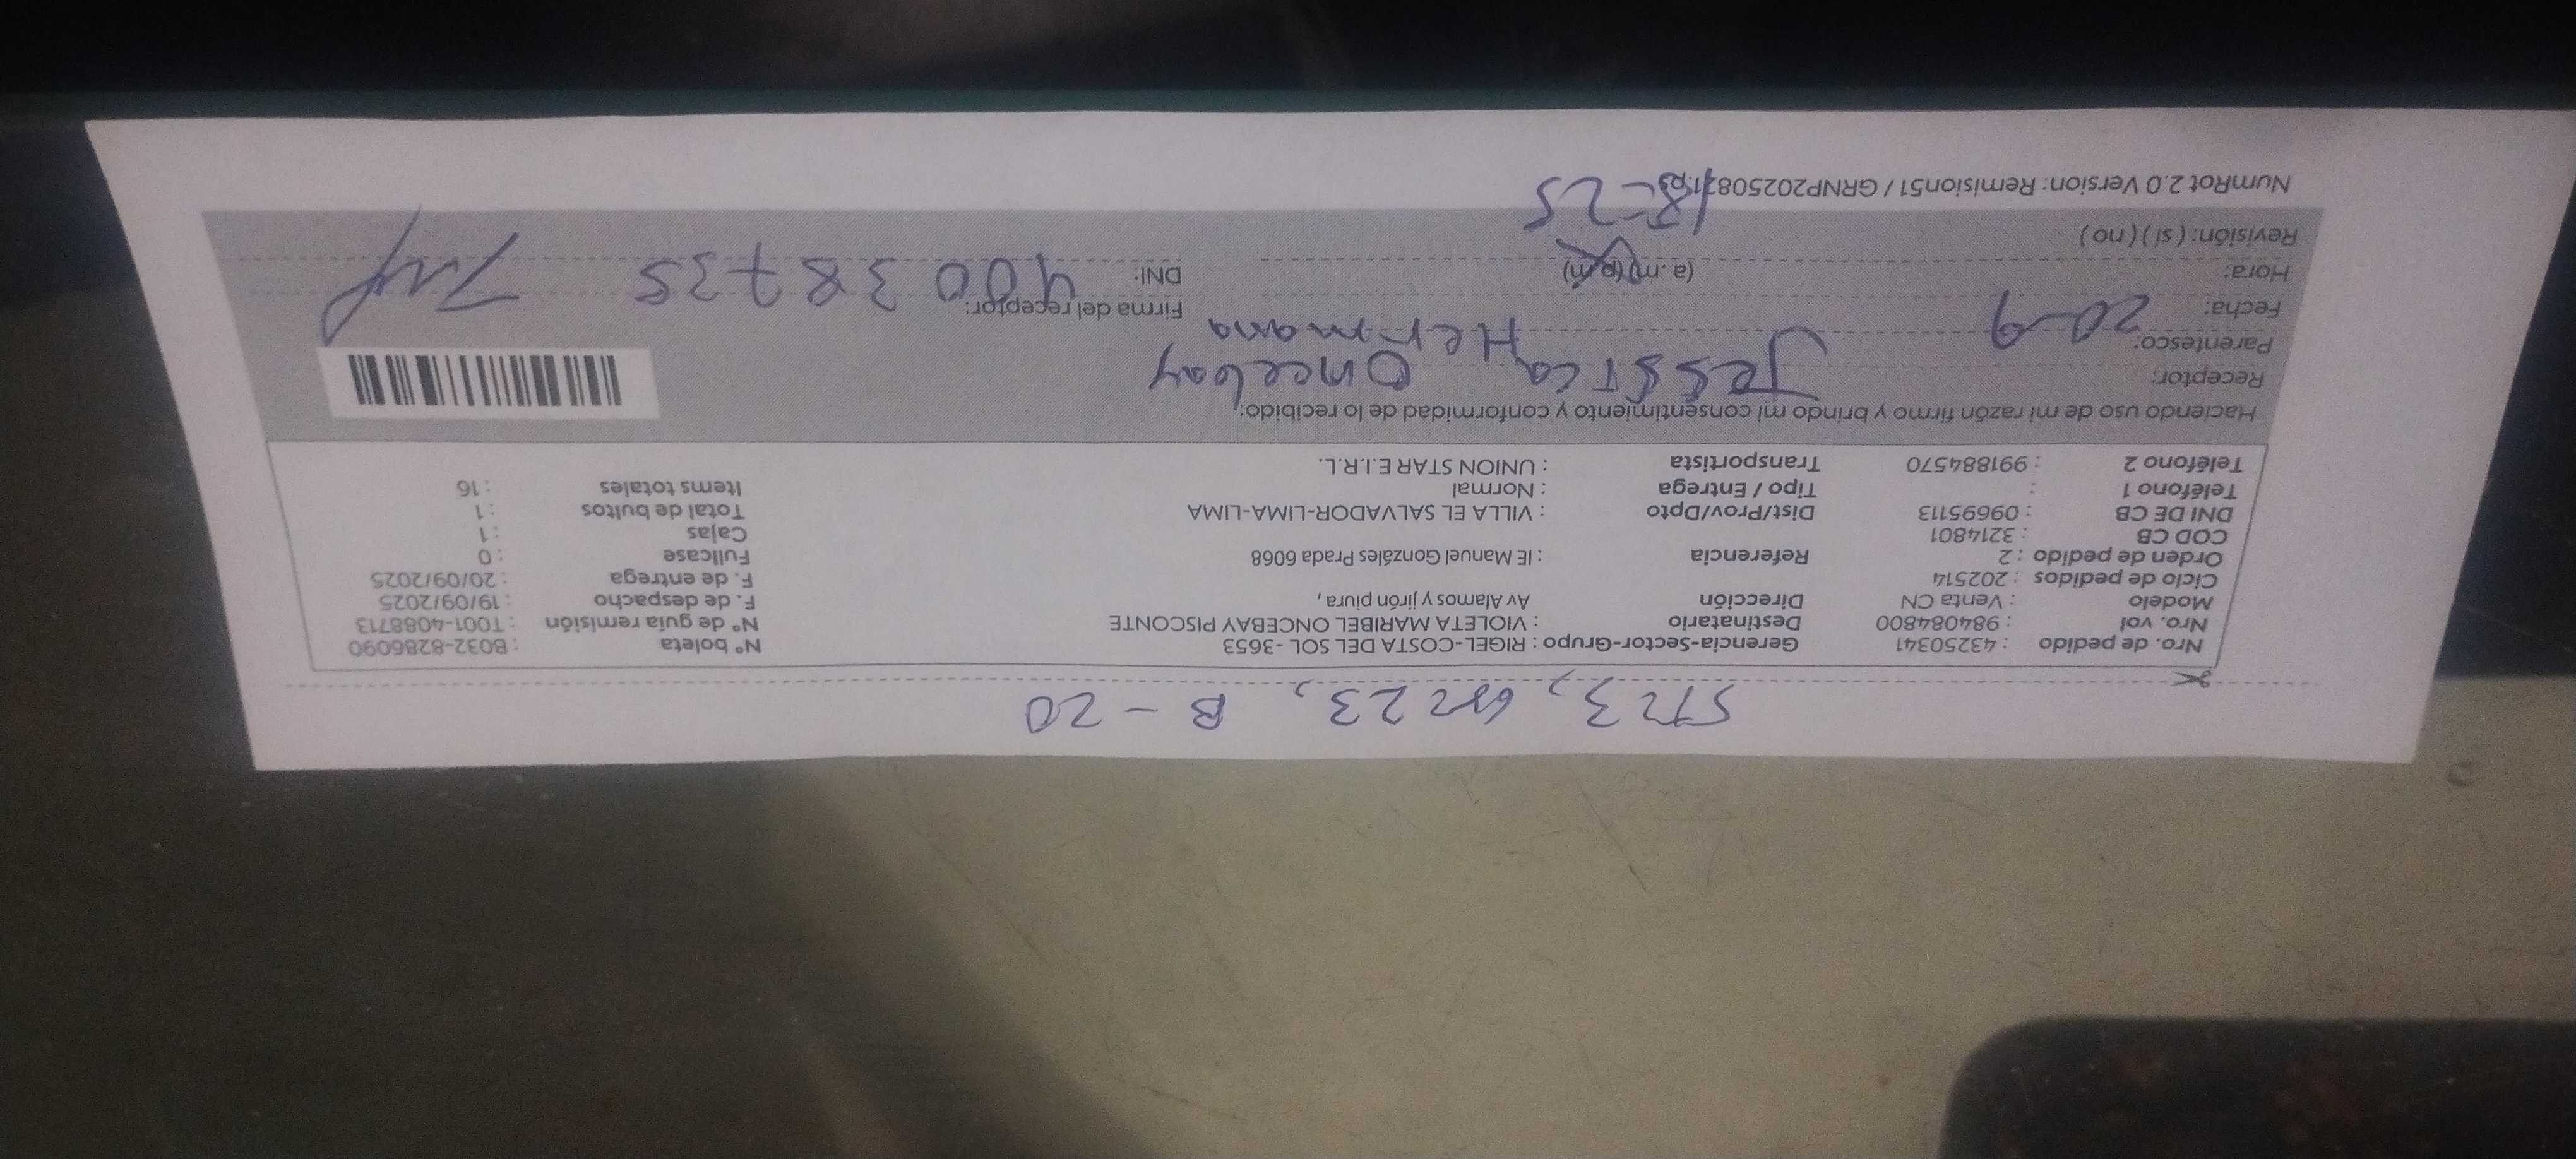 ST23, Gr 23, B - 20
Nro. de pedido : 43250341 Gerencia-Sector-Grupo : RIGEL-COSTA DEL SOL -3653 N° boleta : B032-8286090
Nro. vol : 984084800 Destinatario : VIOLETA MARIBEL ONCEBAY PISCONTE N° de guía remisión : T001-4088713
Modelo : Venta CN Dirección Av Alamos y jirón piura , F. de despacho : 19/09/2025
Ciclo de pedidos : 202514 F. de entrega : 20/09/2025
Orden de pedido : 2 Referencia : IE Manuel Gonzáles Prada 6068 Fullcase : 0
COD CB : 3214801 Cajas : 1
DNI DE CB : 09695113 Dist/Prov/Dpto : VILLA EL SALVADOR-LIMA-LIMA Total de bultos : 1
Teléfono 1 : Tipo / Entrega : Normal Items totales : 16
Teléfono 2 : 991884570 Transportista : UNION STAR E.I.R.L.
Haciendo uso de mi razón firmo y brindo mi consentimiento y conformidad de lo recibido:
Receptor: Jessica Oncebay
Parentesco: Hermana
Fecha: 20-9 Firma del receptor:
Hora: (a. m) (p. m) DNI: 40038735
Revisión: ( si ) ( no )
18-25
NumRot 2.0 Version: Remision51 / GRNP20250821.p3